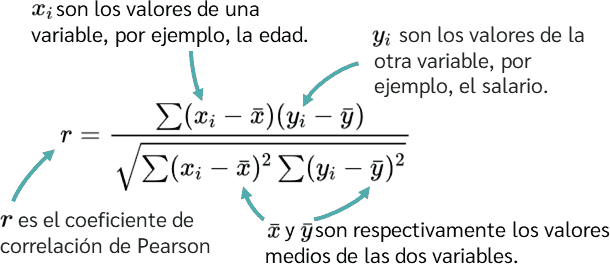 xᵢ son los valores de una
variable, por ejemplo, la edad.
yᵢ son los valores de la
otra variable, por
ejemplo, el salario.
r = ∑(xᵢ − x̄)(yᵢ − ȳ)
√∑(xᵢ − x̄)² ∑(yᵢ − ȳ)²
r es el coeficiente de
correlación de Pearson
x̄ y ȳ son respectivamente los valores
medios de las dos variables.